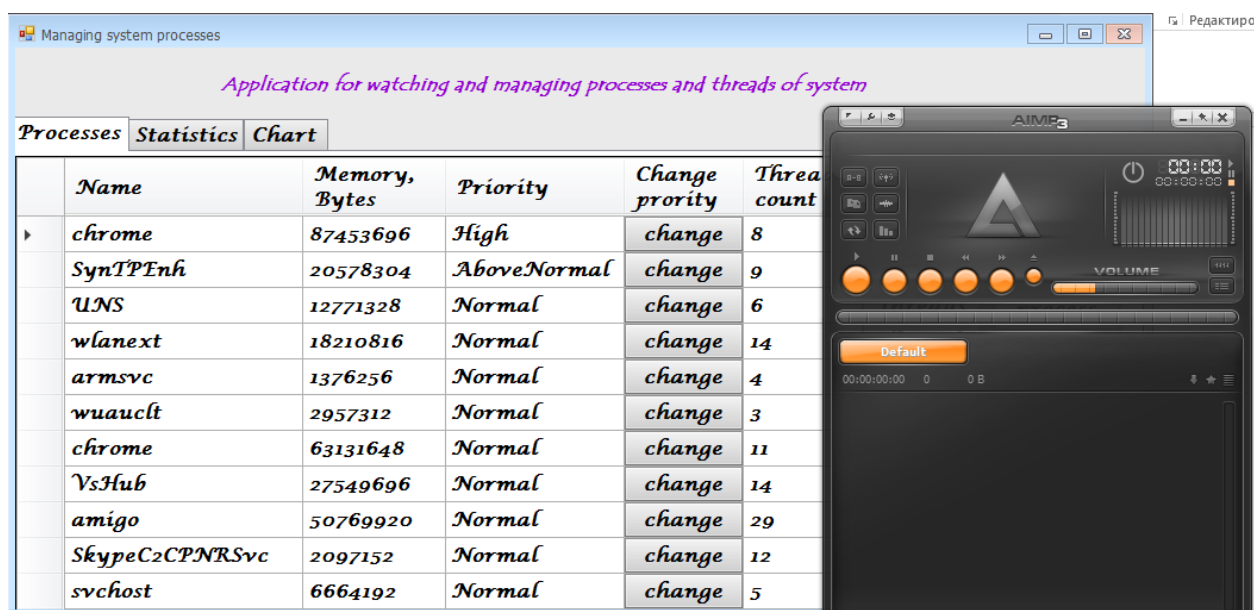 Редактиро
Managing system processes
Application for watching and managing processes and threads of system
Processes Statistics Chart
Name Memory, Bytes Priority Change prority Threa count
chrome 87453696 High change 8
SynTPEnh 20578304 AboveNormal change 9
UNS 12771328 Normal change 6
wlanext 18210816 Normal change 14
armsvc 1376256 Normal change 4
wuauclt 2957312 Normal change 3
chrome 63131648 Normal change 11
VsHub 27549696 Normal change 14
amigo 50769920 Normal change 29
SkypeC2CPNRSvc 2097152 Normal change 12
svchost 6664192 Normal change 5
AIMP3
00:00
00:00:00
VOLUME
Default
00:00:00:00 0 0 B